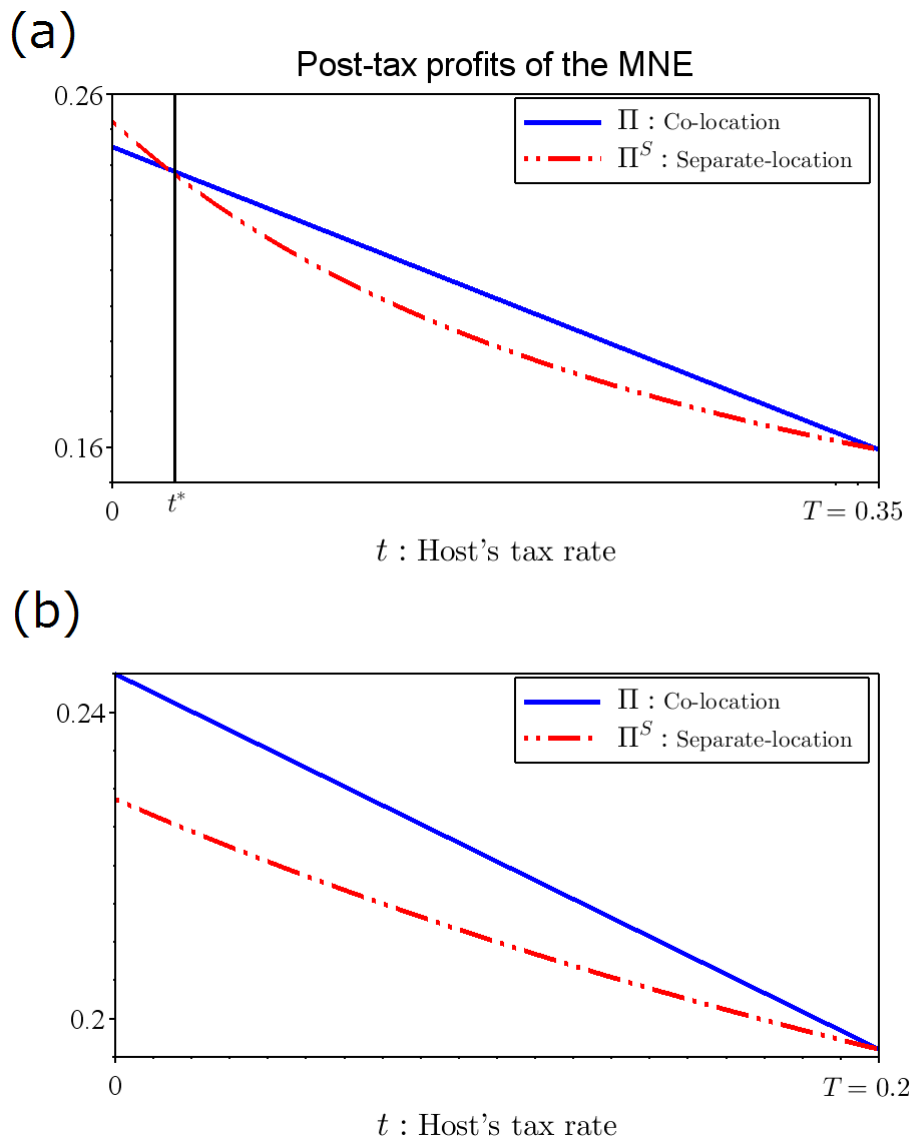 (a)
Post-tax profits of the MNE
0.26
Π : Co-location
Π^S : Separate-location
0.16
0
t*
T = 0.35
t : Host's tax rate
(b)
Π : Co-location
0.24
Π^S : Separate-location
0.2
0
T = 0.2
t : Host's tax rate